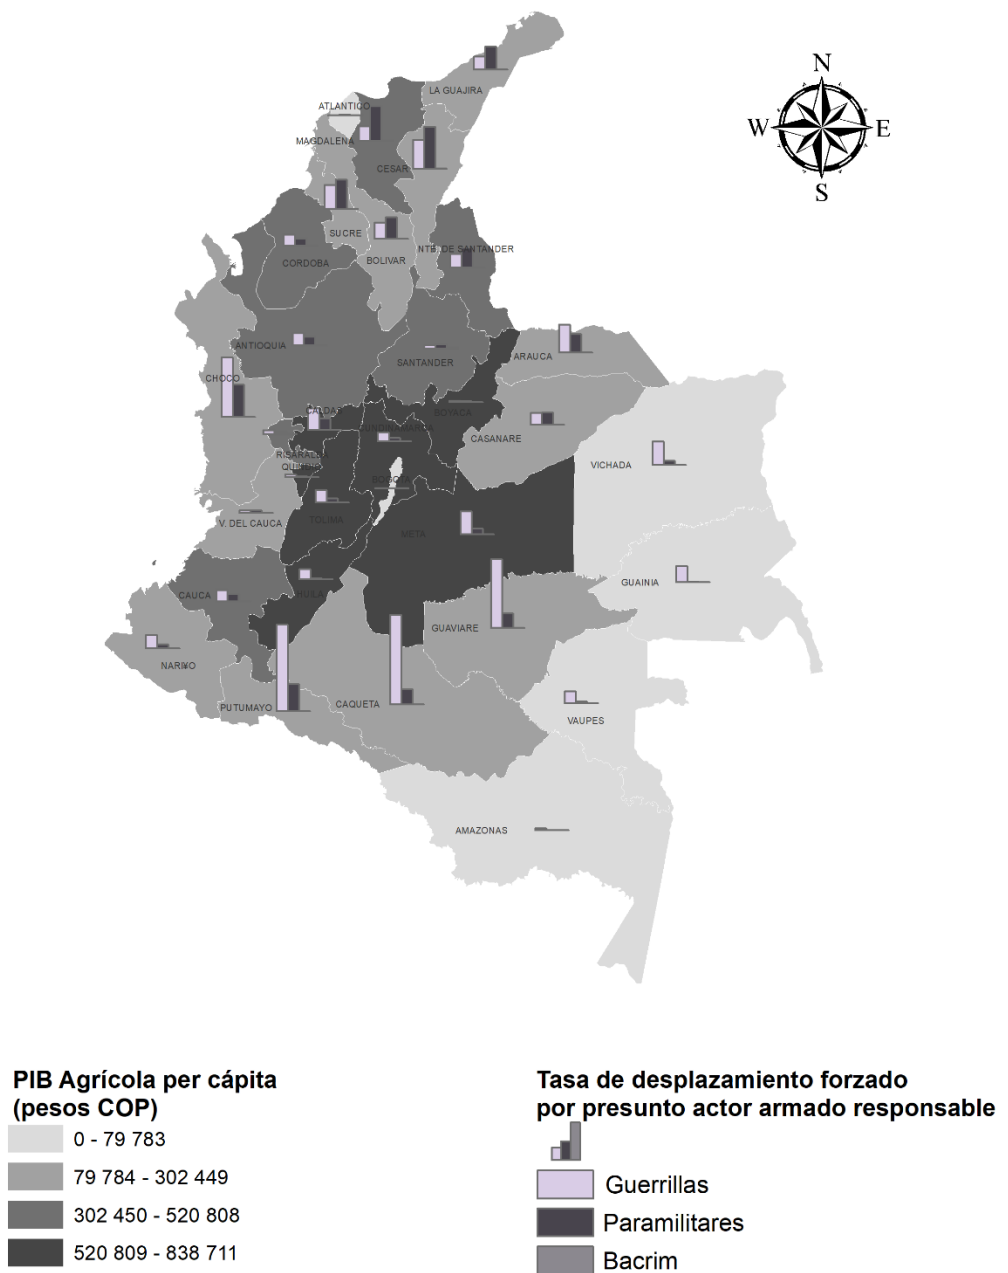 N
W
E
S
LA GUAJIRA
ATLANTICO
MAGDALENA
CESAR
SUCRE
NTE. DE SANTANDER
BOLIVAR
CORDOBA
ANTIOQUIA
SANTANDER
ARAUCA
CHOCO
CALDAS
BOYACA
CUNDINAMARCA
CASANARE
RISARALDA
QUINDIO
VICHADA
BOGOTA
V. DEL CAUCA
TOLIMA
META
GUAINIA
HUILA
CAUCA
GUAVIARE
NARIÑO
PUTUMAYO
CAQUETA
VAUPES
AMAZONAS
PIB Agrícola per cápita
(pesos COP)
0 - 79 783
79 784 - 302 449
302 450 - 520 808
520 809 - 838 711
Tasa de desplazamiento forzado
por presunto actor armado responsable
Guerrillas
Paramilitares
Bacrim